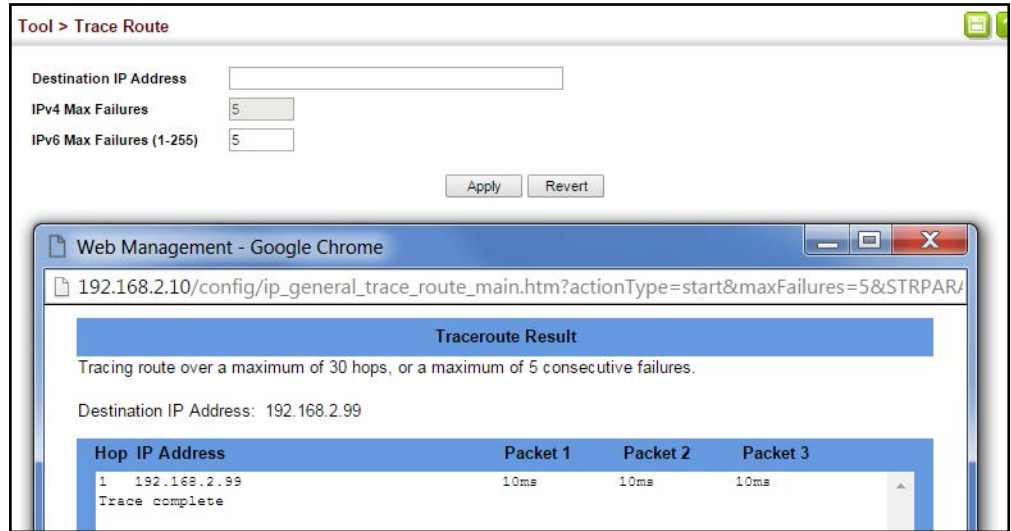 Tool > Trace Route
Destination IP Address
IPv4 Max Failures 5
IPv6 Max Failures (1-255) 5
Apply Revert
Web Management - Google Chrome
192.168.2.10/config/ip_general_trace_route_main.htm?actionType=start&maxFailures=5&STRPARA
Traceroute Result
Tracing route over a maximum of 30 hops, or a maximum of 5 consecutive failures.
Destination IP Address: 192.168.2.99
Hop IP Address Packet 1 Packet 2 Packet 3
1 192.168.2.99 10ms 10ms 10ms
Trace complete